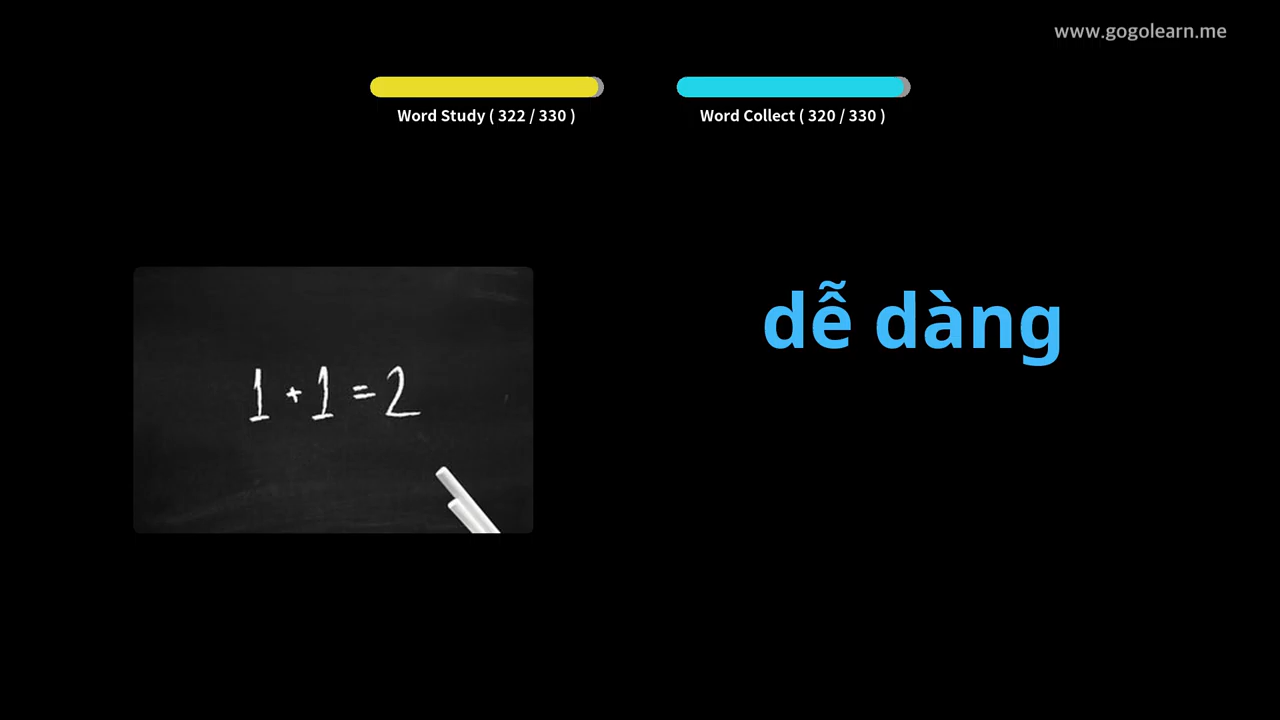 www.gogolearn.me
Word Study ( 322 / 330 )
Word Collect ( 320 / 330 )
dễ dàng
1 + 1 = 2